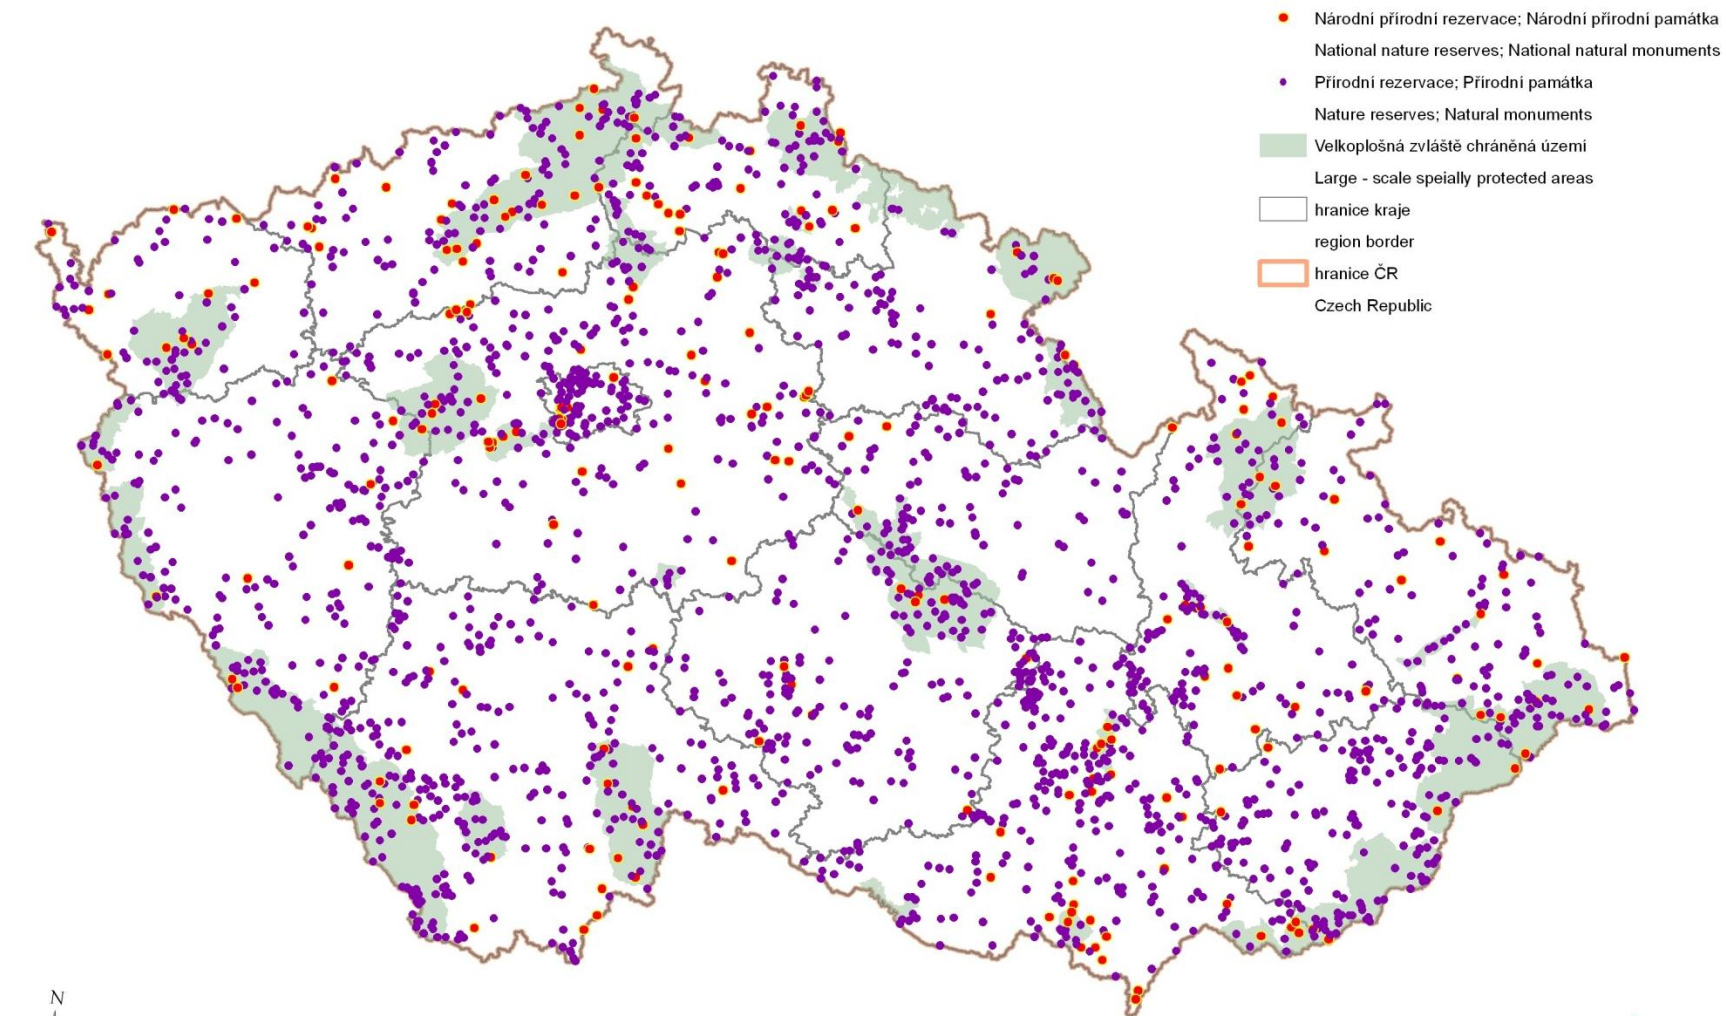 Národní přírodní rezervace; Národní přírodní památka
National nature reserves; National natural monuments
Přírodní rezervace; Přírodní památka
Nature reserves; Natural monuments
Velkoplošná zvláště chráněná území
Large - scale speially protected areas
hranice kraje
region border
hranice ČR
Czech Republic
N